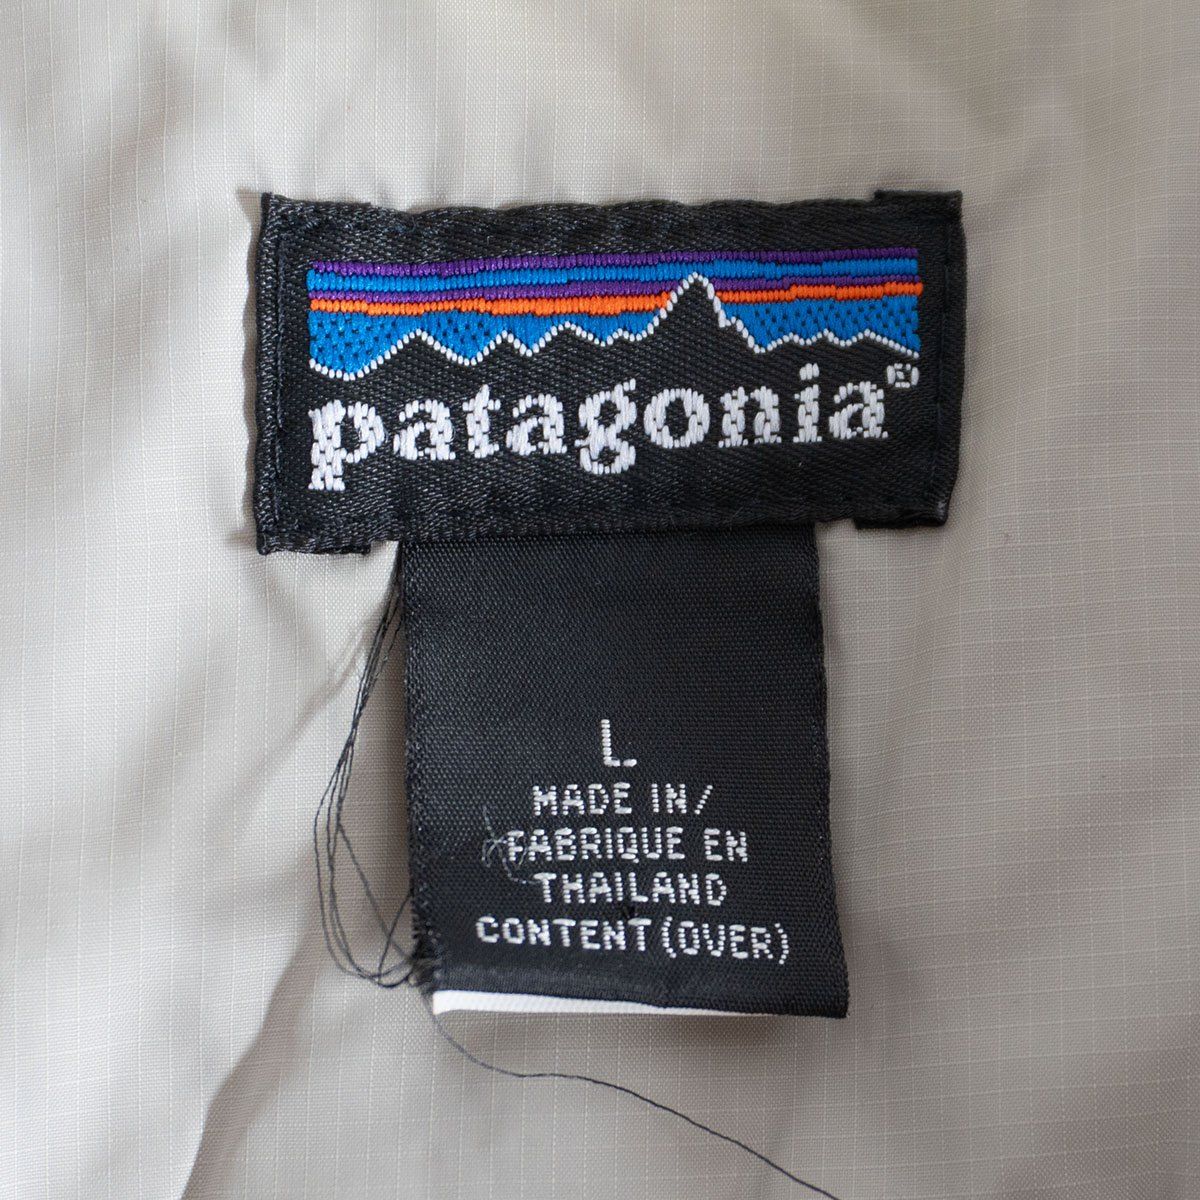 patagonia®
L
MADE IN/
FABRIQUE EN
THAILAND
CONTENT (OVER)